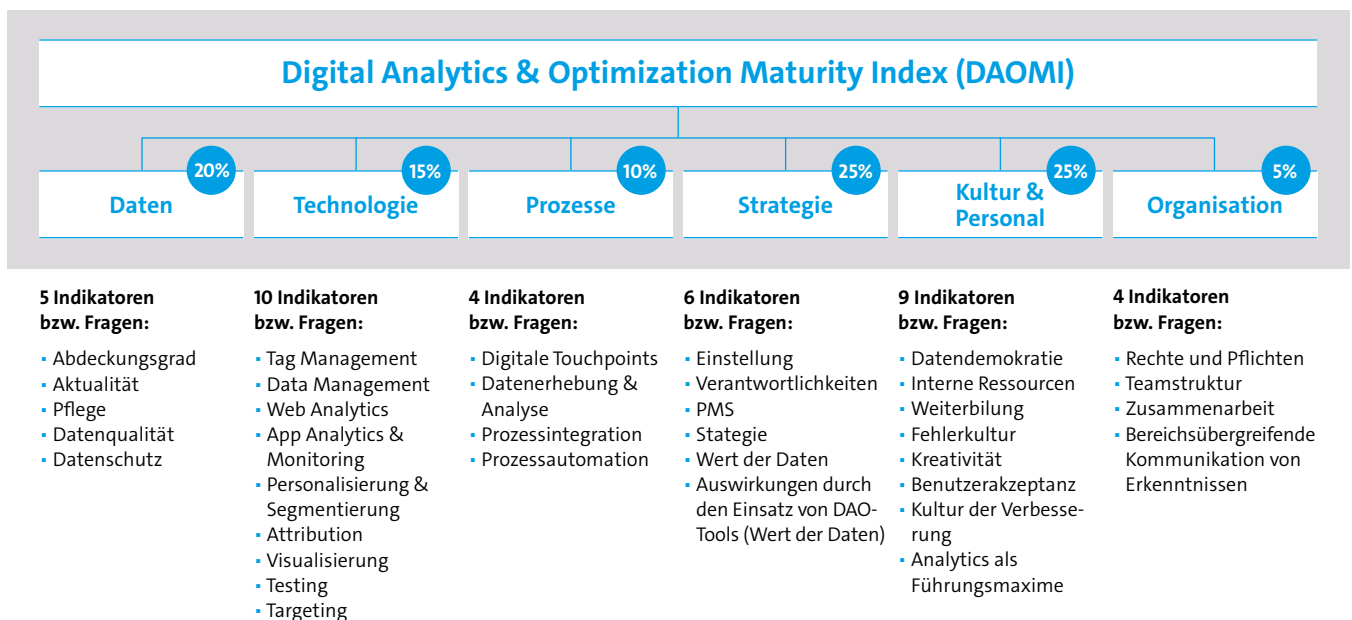 Digital Analytics & Optimization Maturity Index (DAOMI)
20%
Daten
15%
Technologie
10%
Prozesse
25%
Strategie
25%
Kultur &
Personal
5%
Organisation
5 Indikatoren
bzw. Fragen:
▪ Abdeckungsgrad
▪ Aktualität
▪ Pflege
▪ Datenqualität
▪ Datenschutz
10 Indikatoren
bzw. Fragen:
▪ Tag Management
▪ Data Management
▪ Web Analytics
▪ App Analytics &
Monitoring
▪ Personalisierung &
Segmentierung
▪ Attribution
▪ Visualisierung
▪ Testing
▪ Targeting
4 Indikatoren
bzw. Fragen:
▪ Digitale Touchpoints
▪ Datenerhebung &
Analyse
▪ Prozessintegration
▪ Prozessautomation
6 Indikatoren
bzw. Fragen:
▪ Einstellung
▪ Verantwortlichkeiten
▪ PMS
▪ Stategie
▪ Wert der Daten
▪ Auswirkungen durch
den Einsatz von DAO-
Tools (Wert der Daten)
9 Indikatoren
bzw. Fragen:
▪ Datendemokratie
▪ Interne Ressourcen
▪ Weiterbilung
▪ Fehlerkultur
▪ Kreativität
▪ Benutzerakzeptanz
▪ Kultur der Verbesse-
rung
▪ Analytics als
Führungsmaxime
4 Indikatoren
bzw. Fragen:
▪ Rechte und Pflichten
▪ Teamstruktur
▪ Zusammenarbeit
▪ Bereichsübergreifende
Kommunikation von
Erkenntnissen